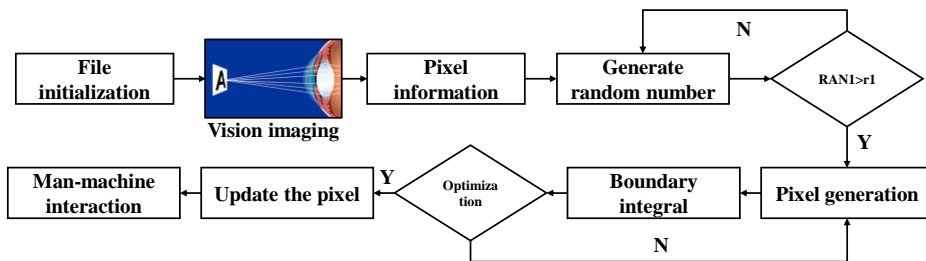 N
File
initialization
A
Vision imaging
Pixel
information
Generate
random number
RAN1>r1
Y
Man-machine
interaction
Update the pixel
Y
Optimiza
tion
Boundary
integral
Pixel generation
N